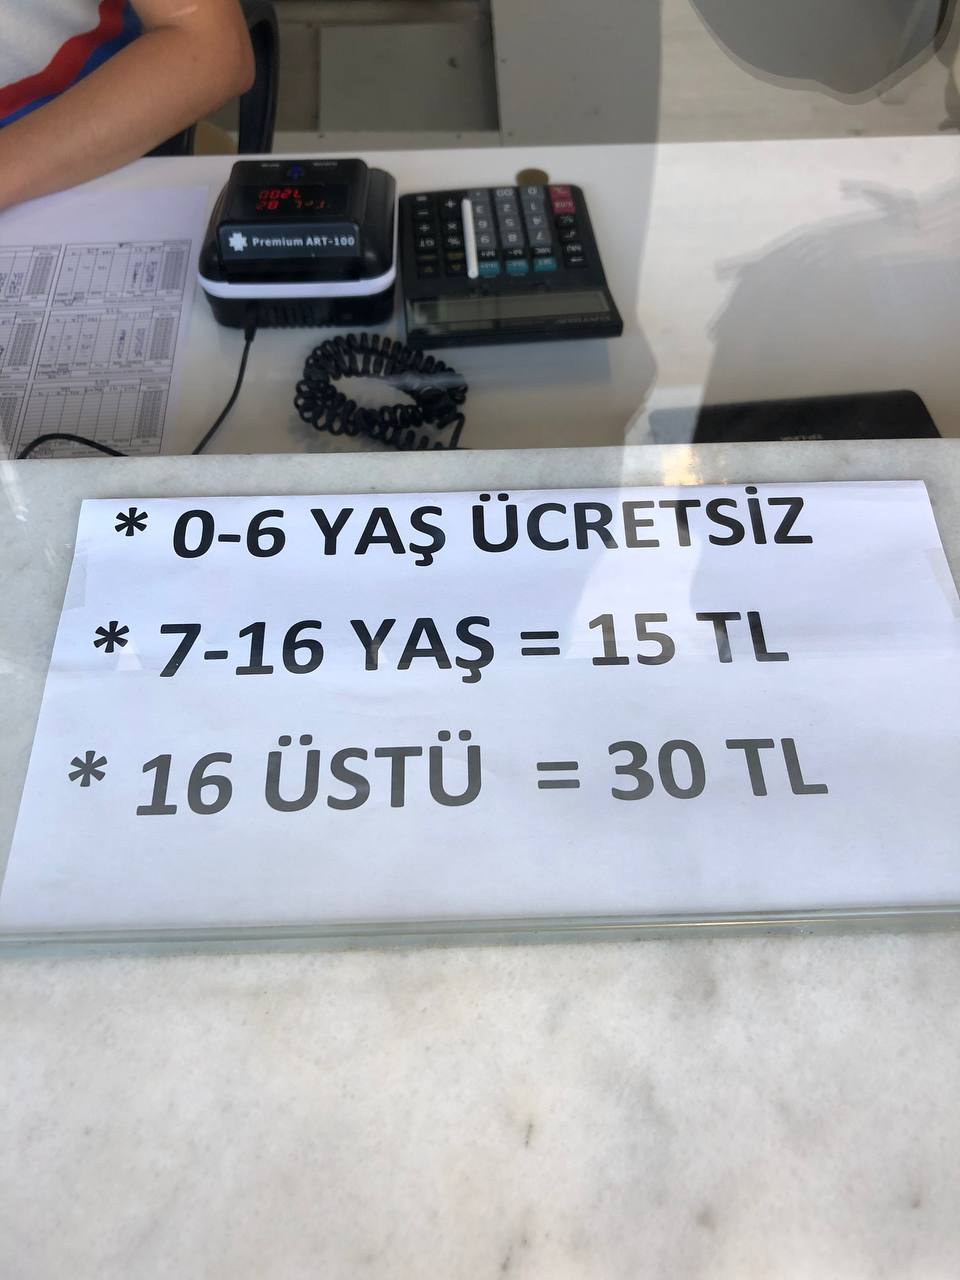 Premium ART-100
* 0-6 YAŞ ÜCRETSİZ
* 7-16 YAŞ = 15 TL
* 16 ÜSTÜ = 30 TL